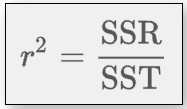 r² = SSR/SST